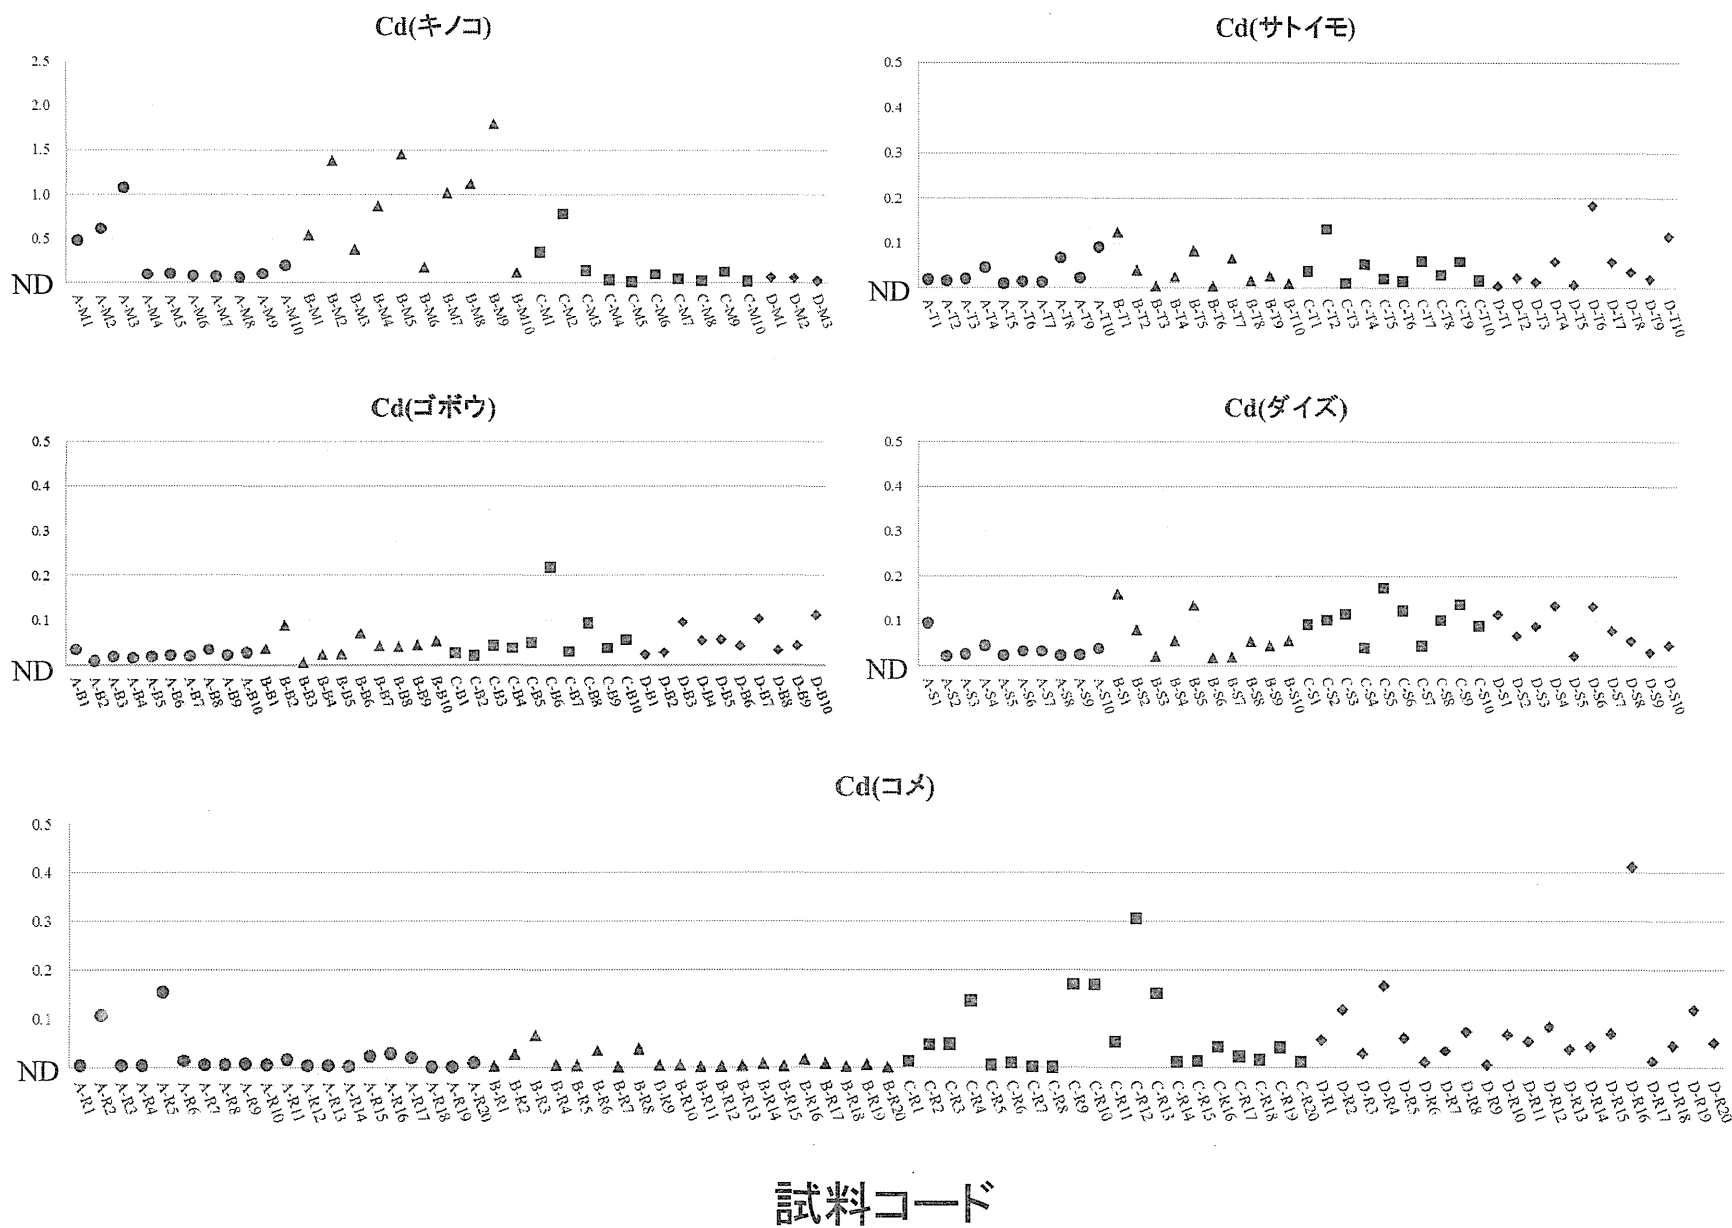 Cd(キノコ)
2.5
2.0
1.5
1.0
0.5
ND
A-M1 A-M2 A-M3 A-M4 A-M5 A-M6 A-M7 A-M8 A-M9 A-M10 B-M1 B-M2 B-M3 B-M4 B-M5 B-M6 B-M7 B-M8 B-M9 B-M10 C-M1 C-M2 C-M3 C-M4 C-M5 C-M6 C-M7 C-M8 C-M9 C-M10 D-M1 D-M2 D-M3
Cd(サトイモ)
0.5
0.4
0.3
0.2
0.1
ND
A-T1 A-T2 A-T3 A-T4 A-T5 A-T6 A-T7 A-T8 A-T9 A-T10 B-T1 B-T2 B-T3 B-T4 B-T5 B-T6 B-T7 B-T8 B-T9 B-T10 C-T1 C-T2 C-T3 C-T4 C-T5 C-T6 C-T7 C-T8 C-T9 C-T10 D-T1 D-T2 D-T3 D-T4 D-T5 D-T6 D-T7 D-T8 D-T9 D-T10
Cd(ゴボウ)
0.5
0.4
0.3
0.2
0.1
ND
A-B1 A-B2 A-B3 A-B4 A-B5 A-B6 A-B7 A-B8 A-B9 A-B10 B-B1 B-B2 B-B3 B-B4 B-B5 B-B6 B-B7 B-B8 B-B9 B-B10 C-B1 C-B2 C-B3 C-B4 C-B5 C-B6 C-B7 C-B8 C-B9 C-B10 D-B1 D-B2 D-B3 D-B4 D-B5 D-B6 D-B7 D-B8 D-B9 D-B10
Cd(ダイズ)
0.5
0.4
0.3
0.2
0.1
ND
A-S1 A-S2 A-S3 A-S4 A-S5 A-S6 A-S7 A-S8 A-S9 A-S10 B-S1 B-S2 B-S3 B-S4 B-S5 B-S6 B-S7 B-S8 B-S9 B-S10 C-S1 C-S2 C-S3 C-S4 C-S5 C-S6 C-S7 C-S8 C-S9 C-S10 D-S1 D-S2 D-S3 D-S4 D-S5 D-S6 D-S7 D-S8 D-S9 D-S10
Cd(コメ)
0.5
0.4
0.3
0.2
0.1
ND
A-R1 A-R2 A-R3 A-R4 A-R5 A-R6 A-R7 A-R8 A-R9 A-R10 A-R11 A-R12 A-R13 A-R14 A-R15 A-R16 A-R17 A-R18 A-R19 A-R20 B-R1 B-R2 B-R3 B-R4 B-R5 B-R6 B-R7 B-R8 B-R9 B-R10 B-R11 B-R12 B-R13 B-R14 B-R15 B-R16 B-R17 B-R18 B-R19 B-R20 C-R1 C-R2 C-R3 C-R4 C-R5 C-R6 C-R7 C-R8 C-R9 C-R10 C-R11 C-R12 C-R13 C-R14 C-R15 C-R16 C-R17 C-R18 C-R19 C-R20 D-R1 D-R2 D-R3 D-R4 D-R5 D-R6 D-R7 D-R8 D-R9 D-R10 D-R11 D-R12 D-R13 D-R14 D-R15 D-R16 D-R17 D-R18 D-R19 D-R20
試料コード